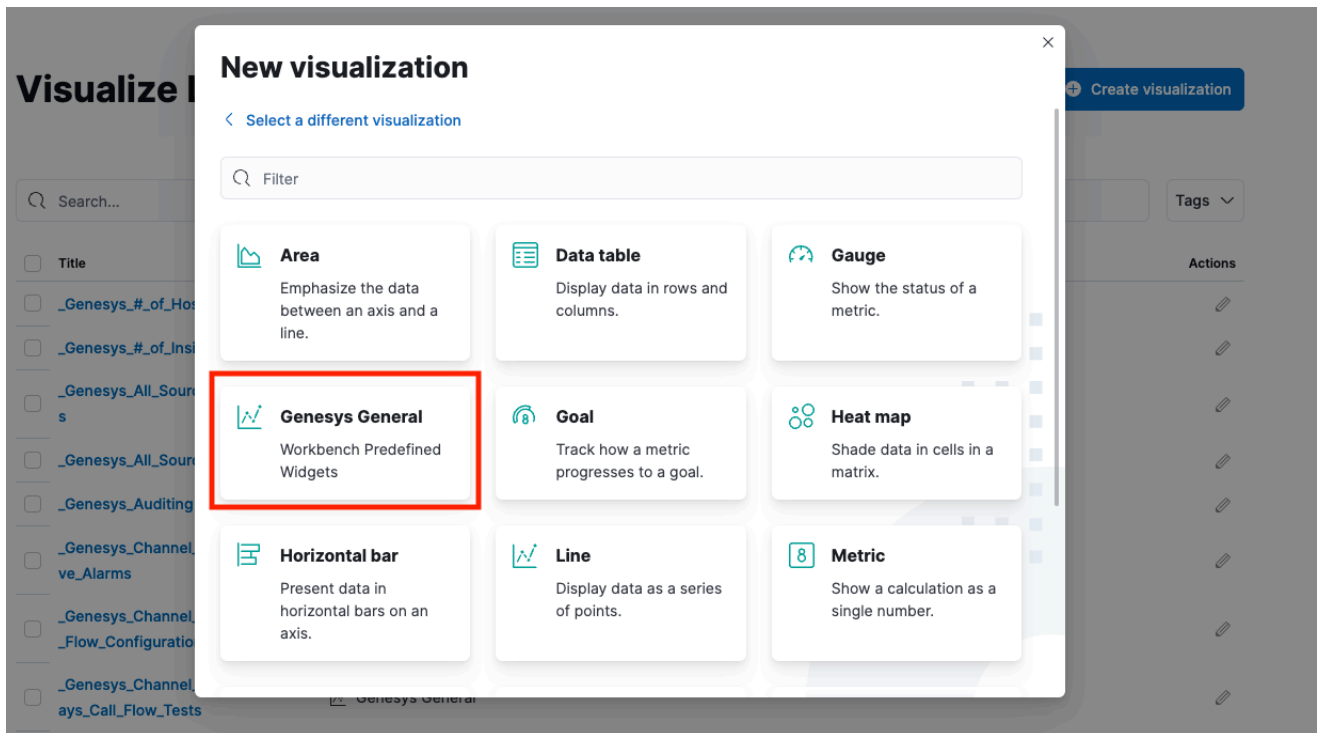 New visualization
Visualize
Create visualization
Select a different visualization
Filter
Search...
Tags
Area
Emphasize the data
between an axis and a
line.
Data table
Display data in rows and
columns.
Gauge
Show the status of a
metric.
Title
Actions
_Genesys_#_of_Hos
_Genesys_#_of_Insi
_Genesys_All_Sour
s
_Genesys_All_Sour
_Genesys_Auditing
_Genesys_Channel_
ve_Alarms
_Genesys_Channel_
_Flow_Configuratio
_Genesys_Channel_
ays_Call_Flow_Tests
Genesys General
Workbench Predefined
Widgets
Goal
Track how a metric
progresses to a goal.
8
Heat map
Shade data in cells in a
matrix.
Horizontal bar
Present data in
horizontal bars on an
axis.
Line
Display data as a series
of points.
8
Metric
Show a calculation as a
single number.
Genesys General